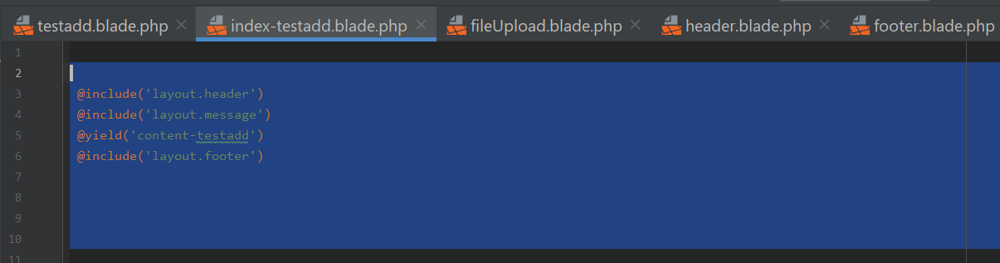 testadd.blade.php index-testadd.blade.php fileUpload.blade.php header.blade.php footer.blade.php
1
2
3 @include('layout.header')
4 @include('layout.message')
5 @yield('content-testadd')
6 @include('layout.footer')
7
8
9
10
11